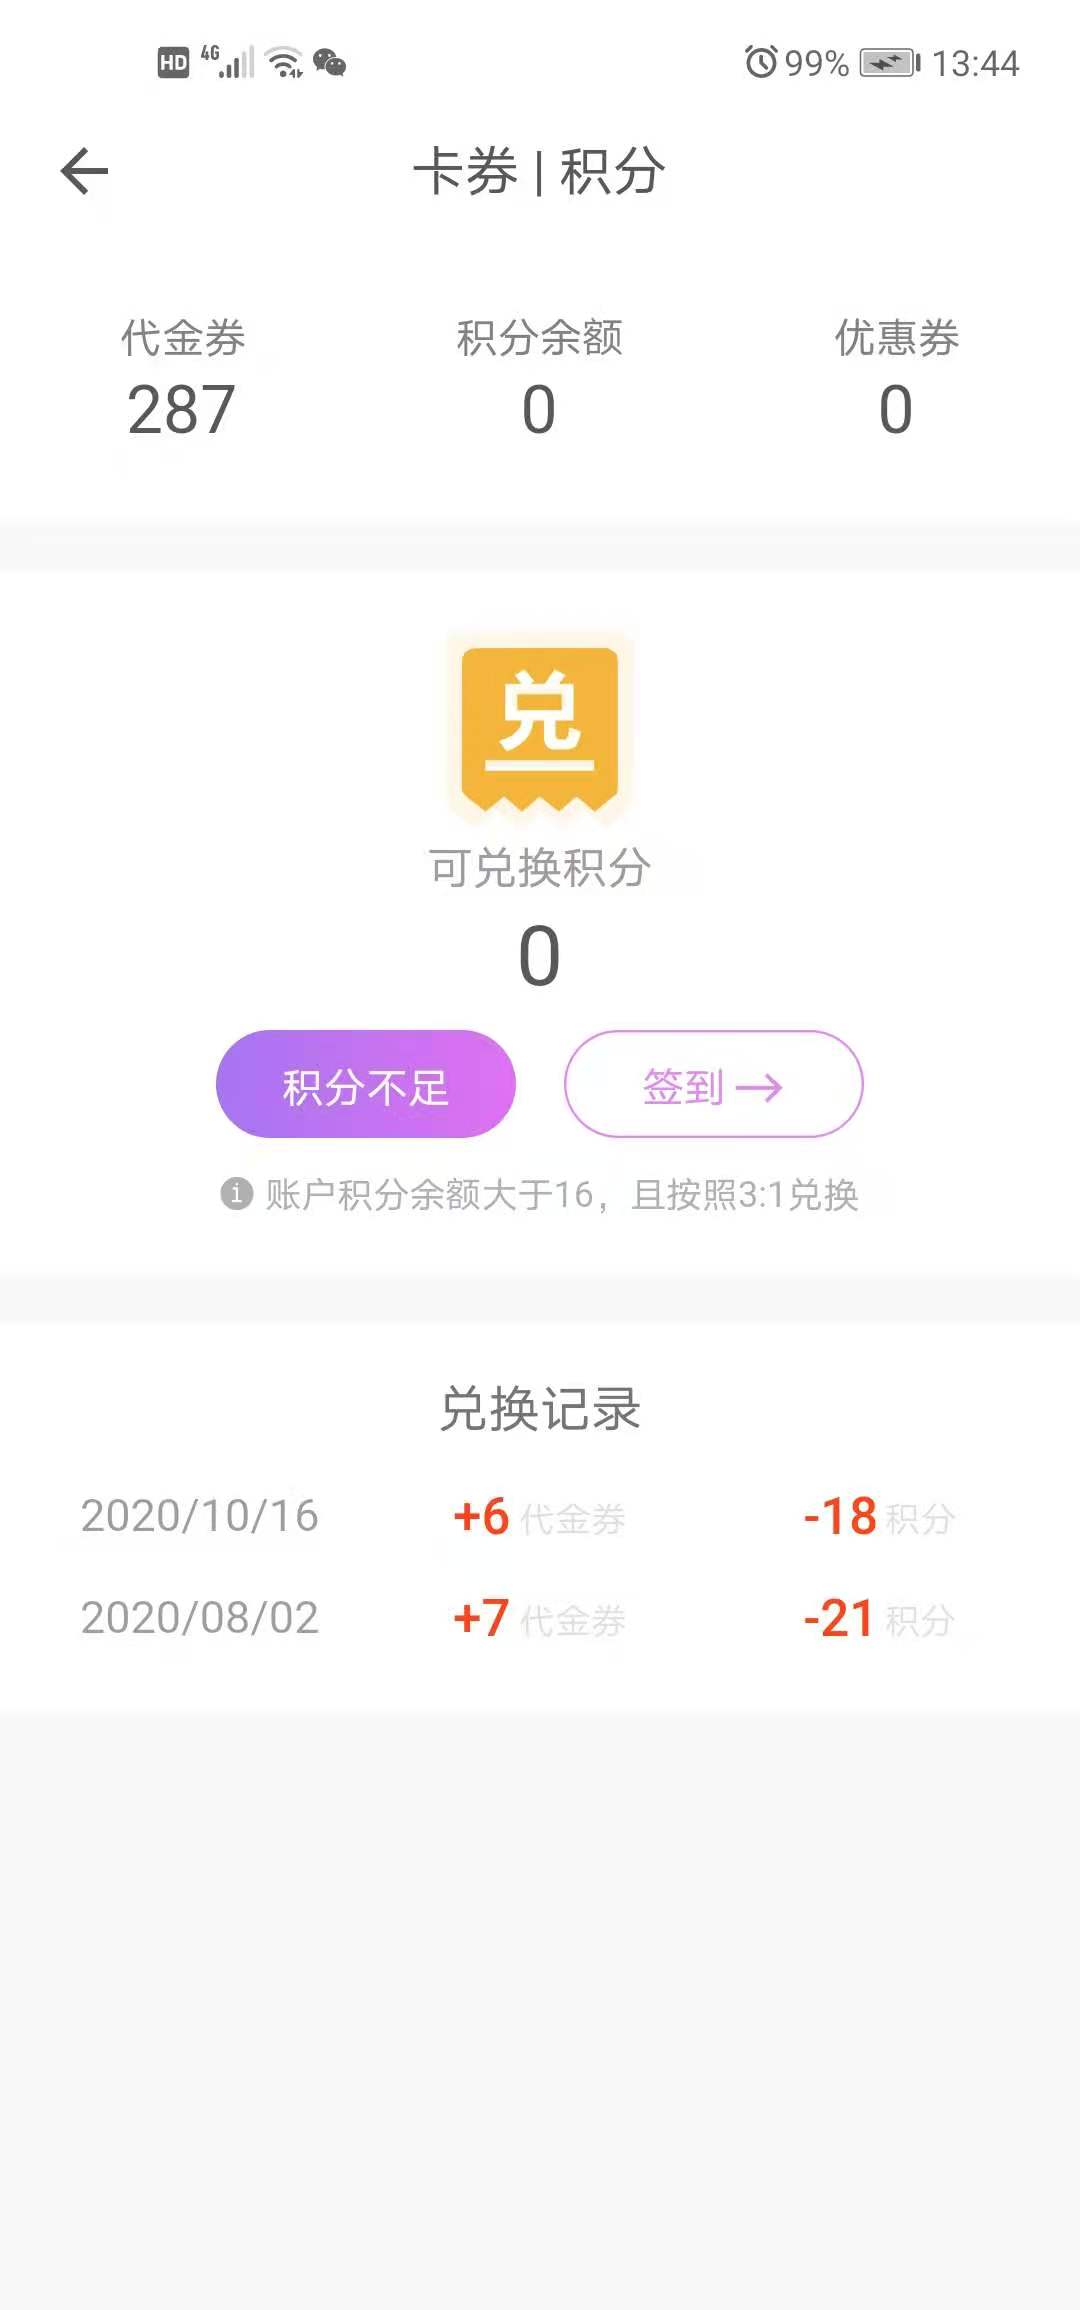 HD 4G 99% 13:44
卡券 | 积分
代金券 积分余额 优惠券
287 0 0
兑
可兑换积分
0
积分不足 签到→
账户积分余额大于16，且按照3:1兑换
兑换记录
2020/10/16 +6 代金券 -18 积分
2020/08/02 +7 代金券 -21 积分